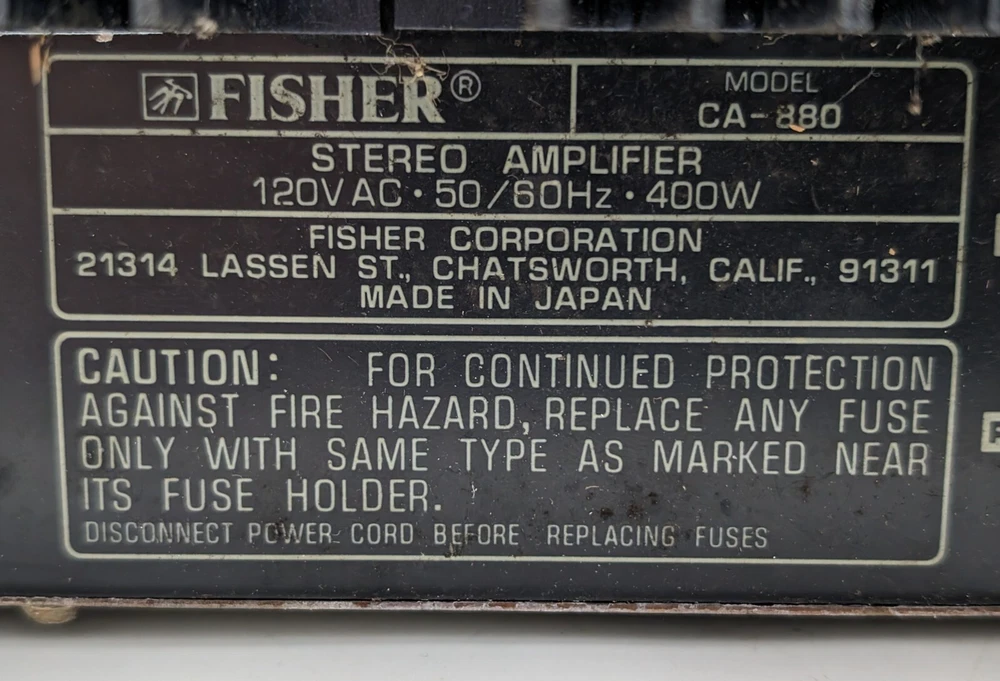 FISHER®
MODEL
CA-880
STEREO AMPLIFIER
120VAC·50/60Hz·400W
FISHER CORPORATION
21314 LASSEN ST., CHATSWORTH, CALIF., 91311
MADE IN JAPAN
CAUTION: FOR CONTINUED PROTECTION
AGAINST FIRE HAZARD, REPLACE ANY FUSE
ONLY WITH SAME TYPE AS MARKED NEAR
ITS FUSE HOLDER.
DISCONNECT POWER CORD BEFORE REPLACING FUSES